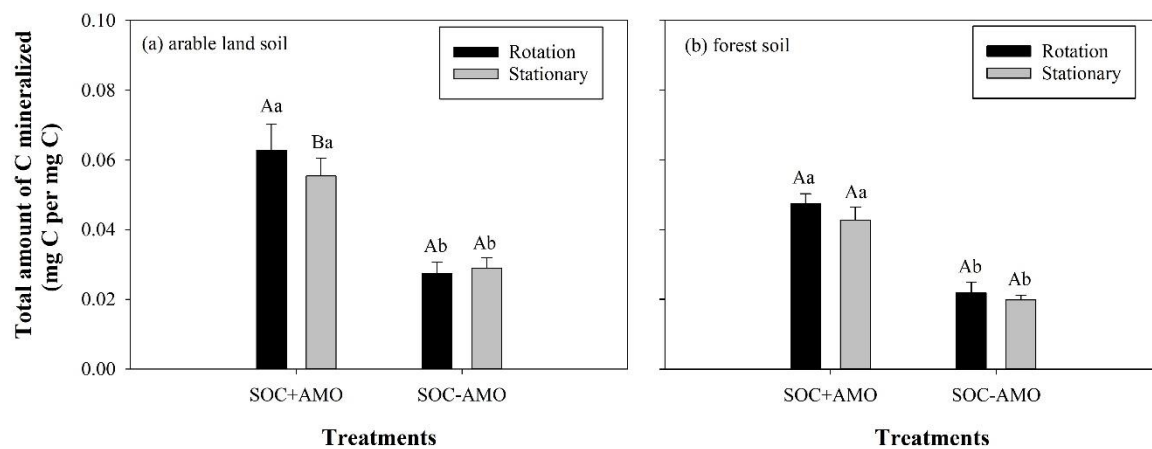 Total amount of C mineralized
(mg C per mg C)
0.10
0.08
0.06
0.04
0.02
0.00
(a) arable land soil
Rotation
Stationary
Aa
Ba
Ab
Ab
SOC+AMO
SOC-AMO
Treatments
(b) forest soil
Rotation
Stationary
Aa
Aa
Ab
Ab
SOC+AMO
SOC-AMO
Treatments